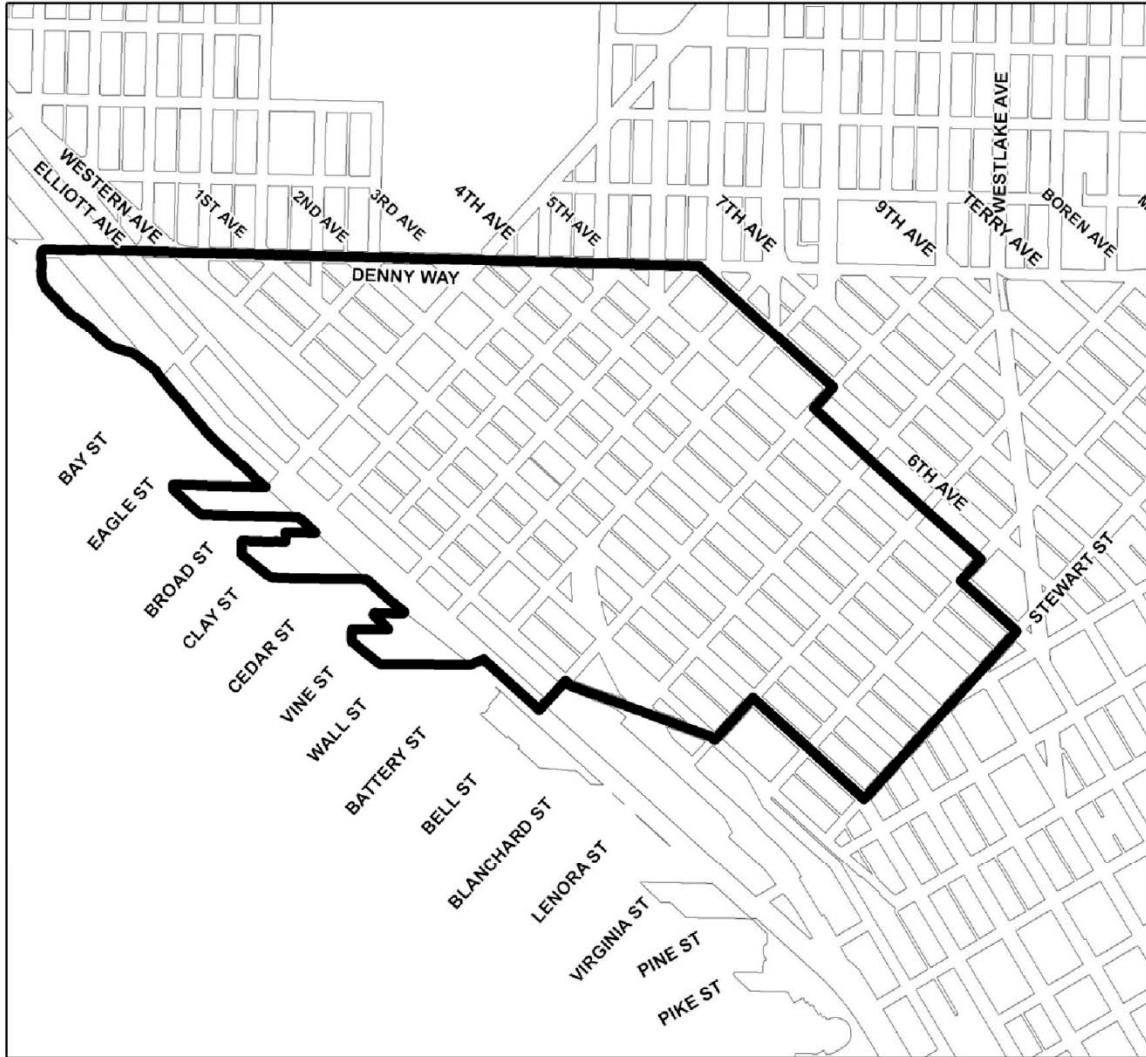 WESTLAKE AVE
WESTERN AVE
ELLIOTT AVE
1ST AVE
2ND AVE
3RD AVE
4TH AVE
5TH AVE
7TH AVE
9TH AVE
TERRY AVE
BOREN AVE
DENNY WAY
6TH AVE
STEWART ST
BAY ST
EAGLE ST
BROAD ST
CLAY ST
CEDAR ST
VINE ST
WALL ST
BATTERY ST
BELL ST
BLANCHARD ST
LENORA ST
VIRGINIA ST
PINE ST
PIKE ST